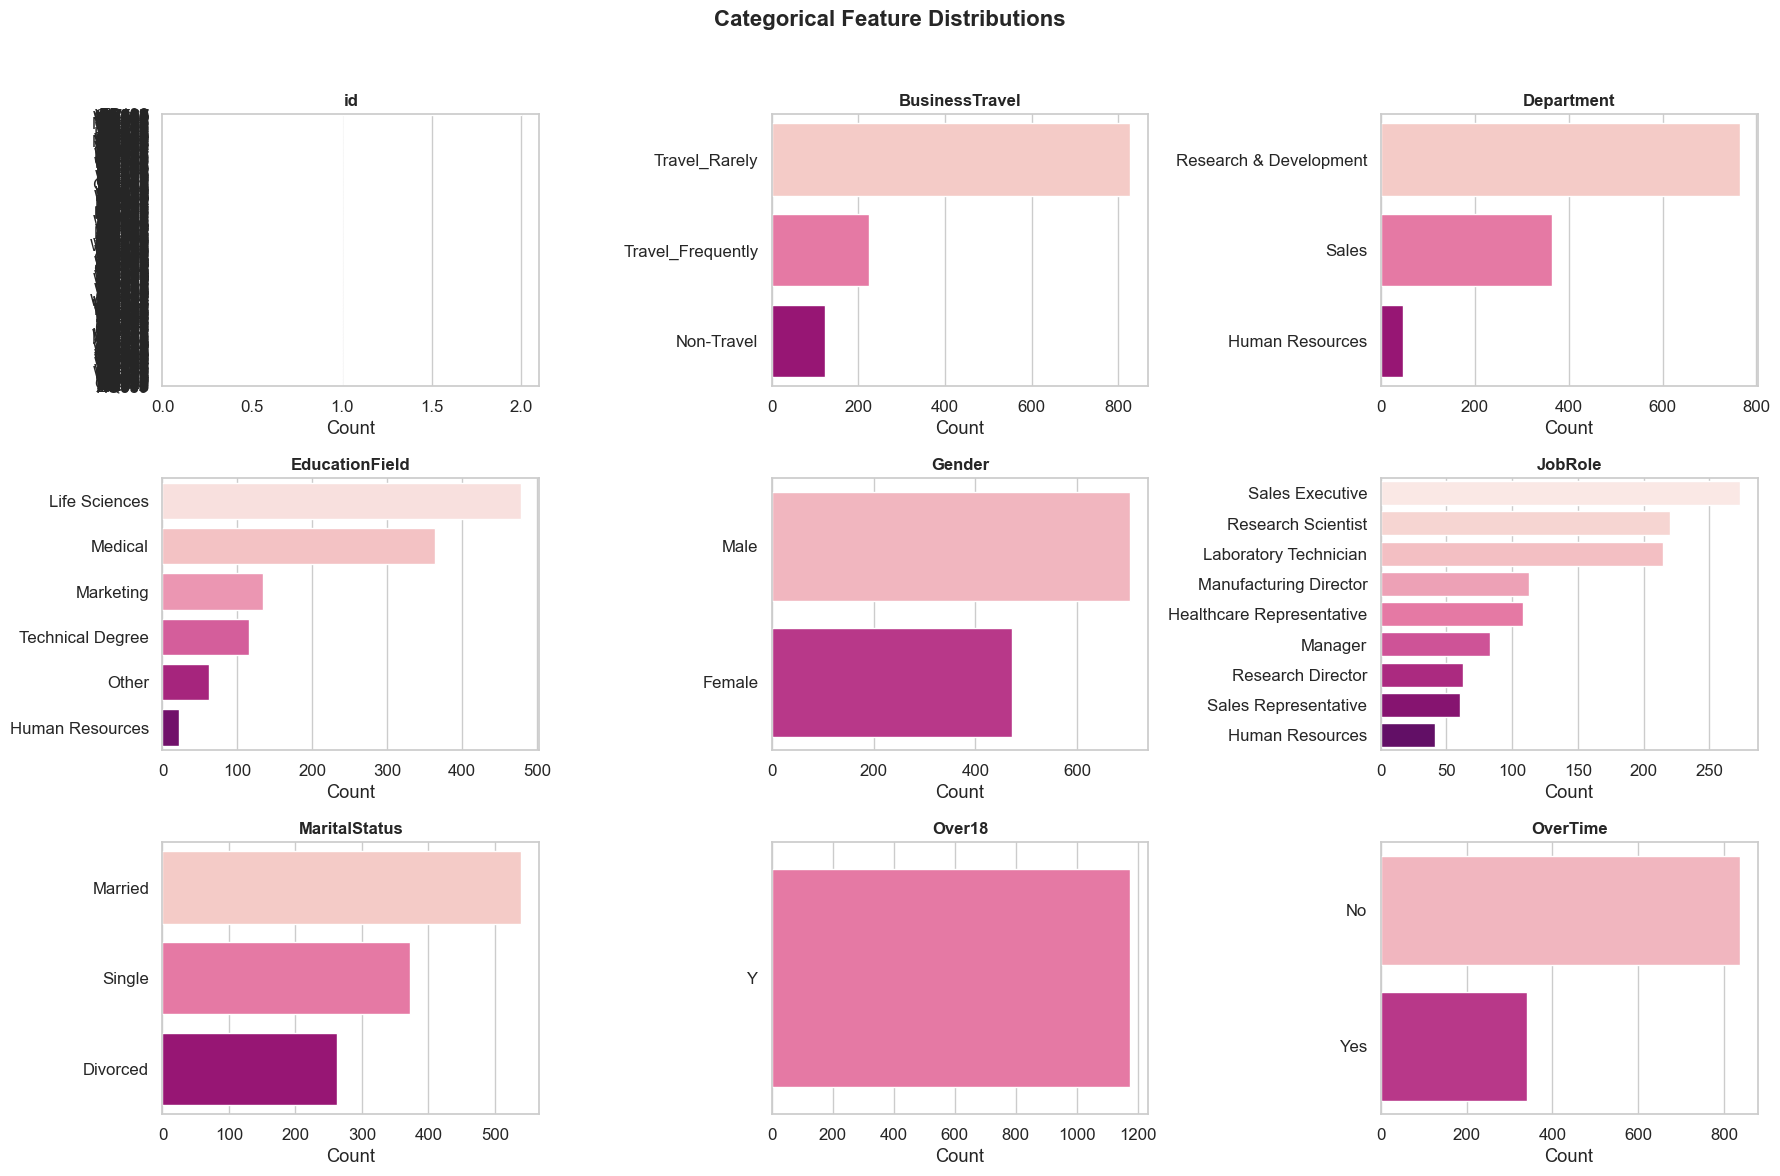 Categorical Feature Distributions
id
0.0 0.5 1.0 1.5 2.0
Count
BusinessTravel
Travel_Rarely
Travel_Frequently
Non-Travel
0 200 400 600 800
Count
Department
Research & Development
Sales
Human Resources
0 200 400 600 800
Count
EducationField
Life Sciences
Medical
Marketing
Technical Degree
Other
Human Resources
0 100 200 300 400 500
Count
Gender
Male
Female
0 200 400 600
Count
JobRole
Sales Executive
Research Scientist
Laboratory Technician
Manufacturing Director
Healthcare Representative
Manager
Research Director
Sales Representative
Human Resources
0 50 100 150 200 250
Count
MaritalStatus
Married
Single
Divorced
0 100 200 300 400 500
Count
Over18
Y
0 200 400 600 800 1000 1200
Count
OverTime
No
Yes
0 200 400 600 800
Count